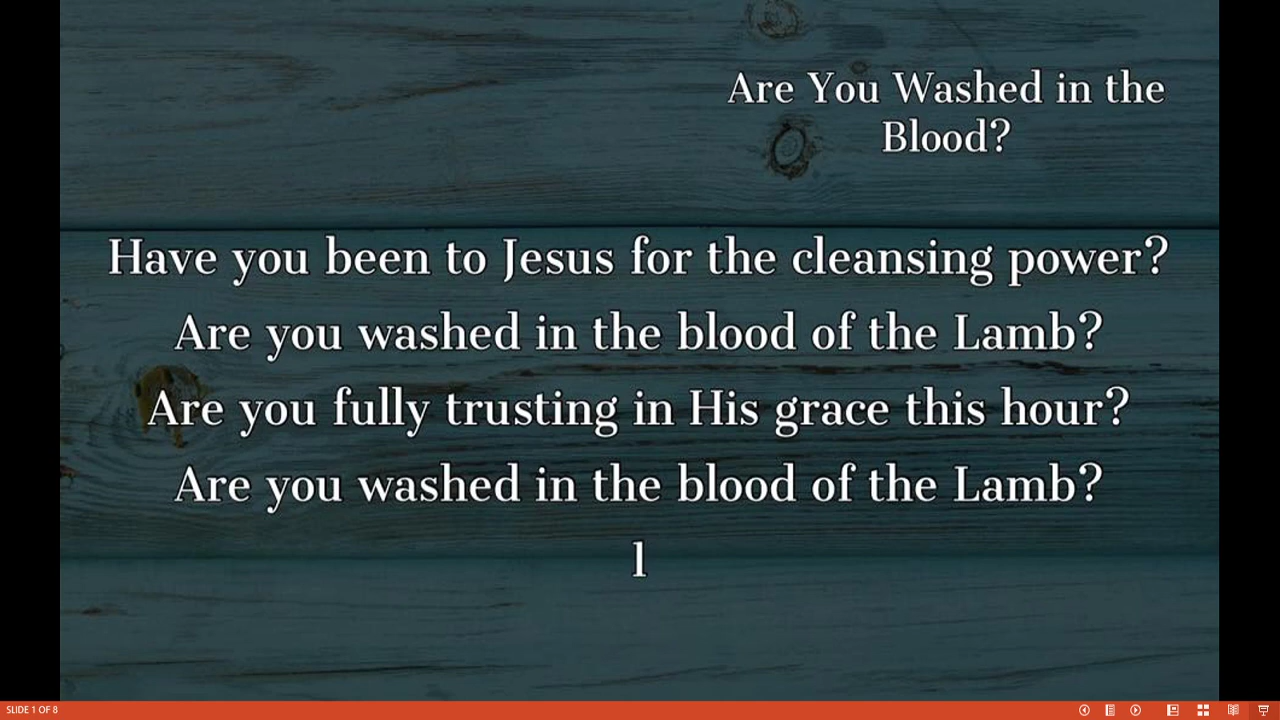 Are You Washed in the
Blood?
Have you been to Jesus for the cleansing power?
Are you washed in the blood of the Lamb?
Are you fully trusting in His grace this hour?
Are you washed in the blood of the Lamb?
1
SLIDE 1 OF 8